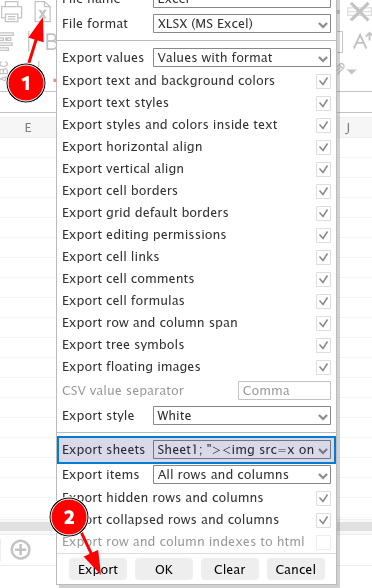 File name Excel
File format XLSX (MS Excel)
1
Export values Values with format
Export text and background colors
Export text styles
ABC
Export styles and colors inside text
E J
Export horizontal align
Export vertical align
Export cell borders
Export grid default borders
Export editing permissions
Export cell links
Export cell comments
Export cell formulas
Export row and column span
Export tree symbols
Export floating images
CSV value separator Comma
Export style White
Export sheets Sheet1; "><img src=x on
Export items All rows and columns
Export hidden rows and columns
2
Export collapsed rows and columns
Export row and column indexes to html
Export OK Clear Cancel